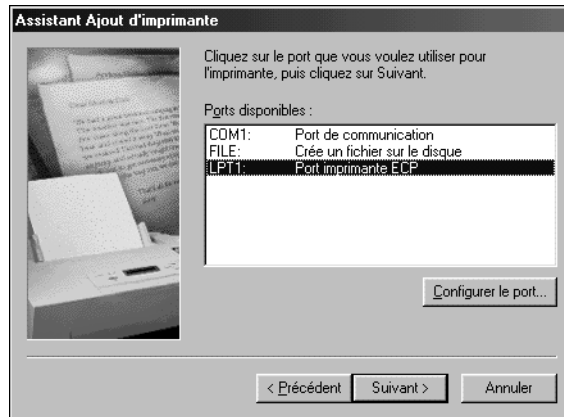 Assistant Ajout d'imprimante
Cliquez sur le port que vous voulez utiliser pour
l'imprimante, puis cliquez sur Suivant.
Ports disponibles :
COM1: Port de communication
FILE: Crée un fichier sur le disque
LPT1: Port imprimante ECP
Configurer le port...
< Précédent
Suivant >
Annuler